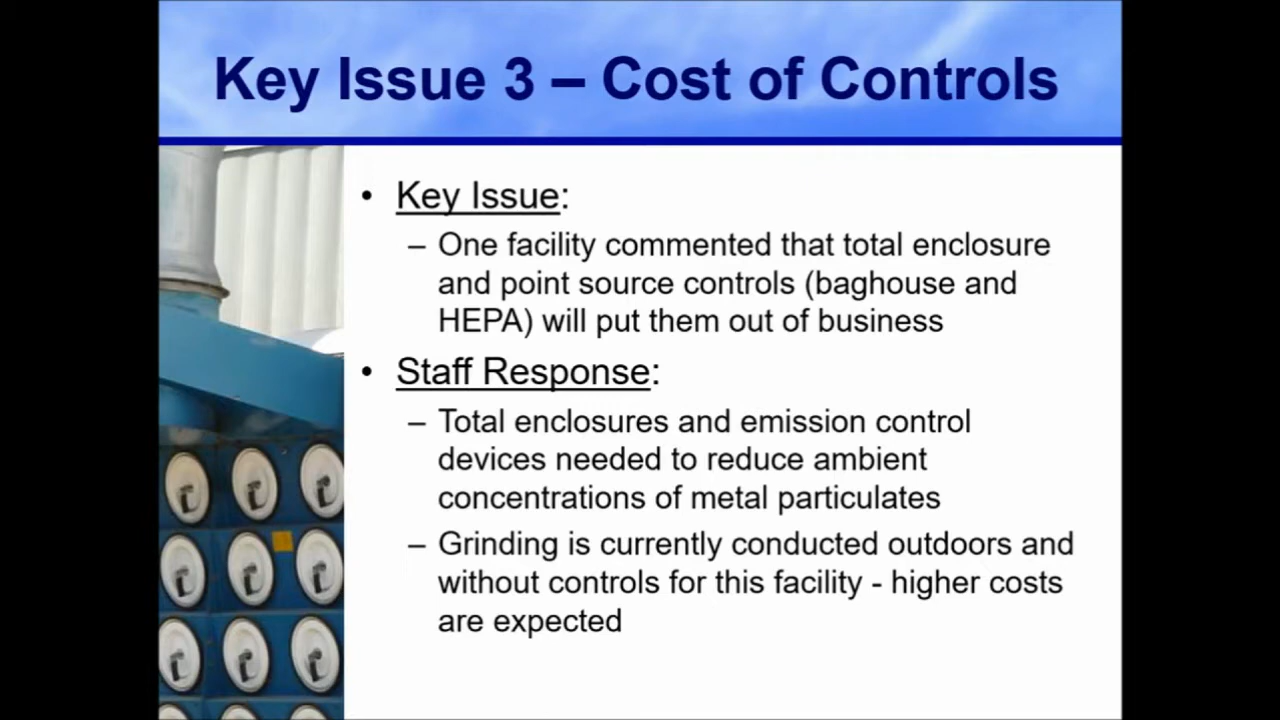 Key Issue 3 – Cost of Controls
• Key Issue:
– One facility commented that total enclosure
and point source controls (baghouse and
HEPA) will put them out of business
• Staff Response:
– Total enclosures and emission control
devices needed to reduce ambient
concentrations of metal particulates
– Grinding is currently conducted outdoors and
without controls for this facility - higher costs
are expected